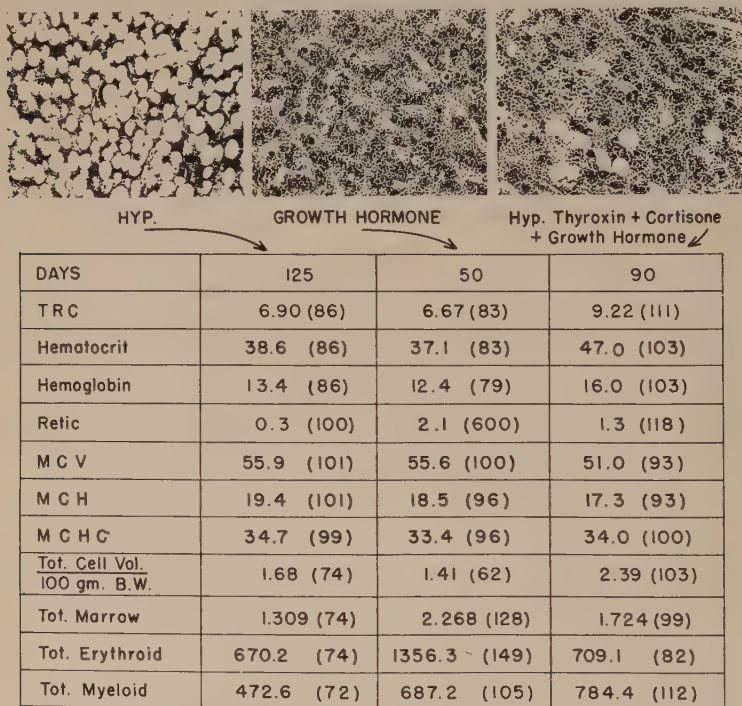 HYP. GROWTH HORMONE Hyp. Thyroxin + Cortisone
+ Growth Hormone
DAYS 125 50 90
TRC 6.90 (86) 6.67 (83) 9.22 (111)
Hematocrit 38.6 (86) 37.1 (83) 47.0 (103)
Hemoglobin 13.4 (86) 12.4 (79) 16.0 (103)
Retic 0.3 (100) 2.1 (600) 1.3 (118)
MCV 55.9 (101) 55.6 (100) 51.0 (93)
MCH 19.4 (101) 18.5 (96) 17.3 (93)
MCHC 34.7 (99) 33.4 (96) 34.0 (100)
Tot. Cell Vol.
100 gm. B.W. 1.68 (74) 1.41 (62) 2.39 (103)
Tot. Marrow 1.309 (74) 2.268 (128) 1.724 (99)
Tot. Erythroid 670.2 (74) 1356.3 (149) 709.1 (82)
Tot. Myeloid 472.6 (72) 687.2 (105) 784.4 (112)